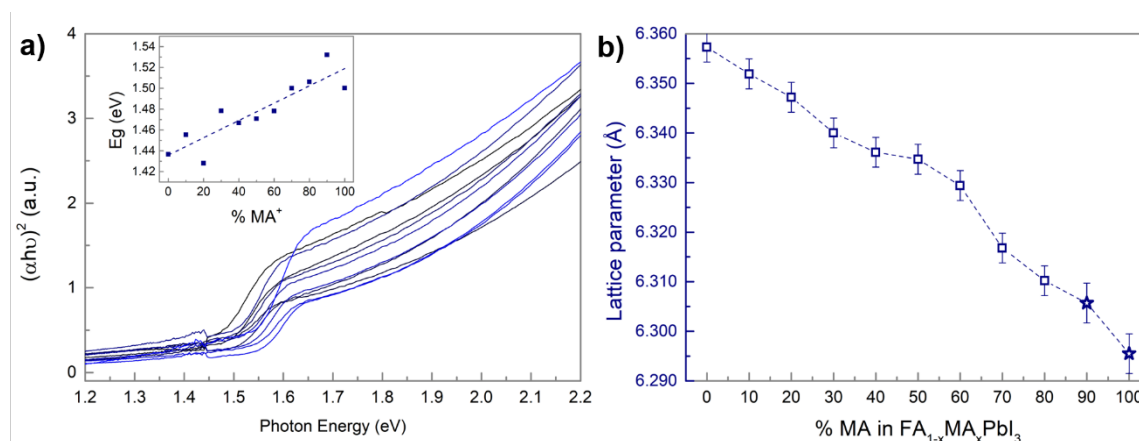 a)
4
3
2
1
0
(αhυ)² (a.u.)
1.2 1.3 1.4 1.5 1.6 1.7 1.8 1.9 2.0 2.1 2.2
Photon Energy (eV)
1.54
1.52
1.50
1.48
1.46
1.44
1.42
Eg (eV)
0 20 40 60 80 100
% MA⁺
b)
6.360
6.350
6.340
6.330
6.320
6.310
6.300
6.290
Lattice parameter (Å)
0 10 20 30 40 50 60 70 80 90 100
% MA in FA₁₋ₓMAₓPbI₃